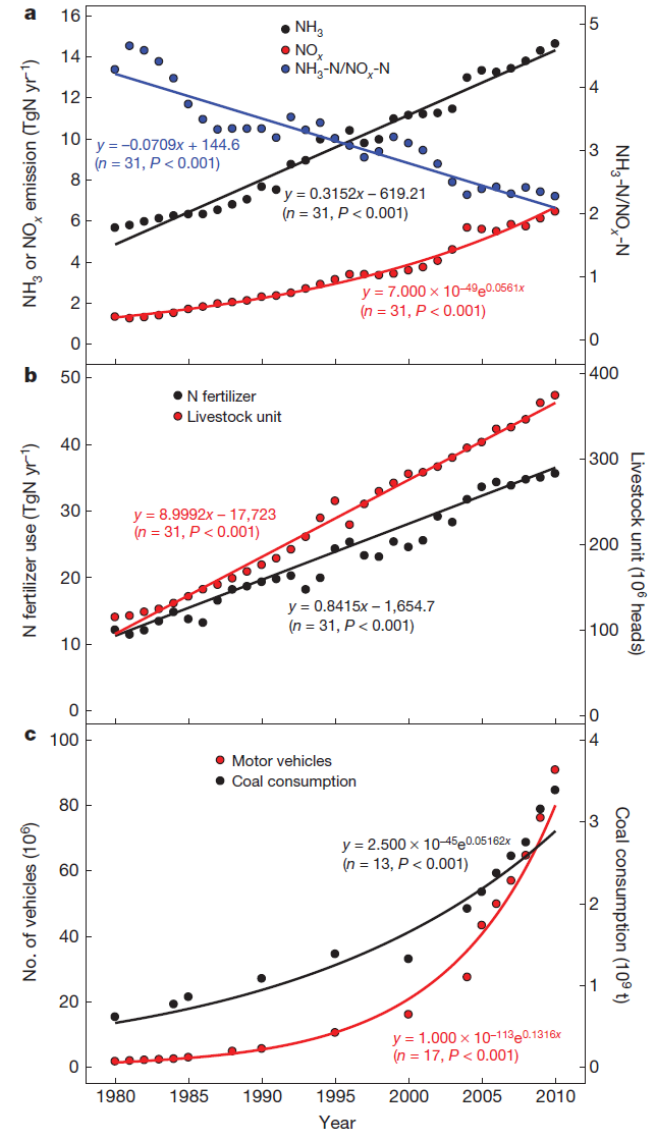 a
16
14
12
10
8
6
4
2
0
NH₃ or NOₓ emission (TgN yr⁻¹)
NH₃
NOₓ
NH₃-N/NOₓ-N
y = −0.0709x + 144.6
(n = 31, P < 0.001)
y = 0.3152x − 619.21
(n = 31, P < 0.001)
y = 7.000 × 10⁻⁴⁹e⁰·⁰⁵⁶¹ˣ
(n = 31, P < 0.001)
5
4
3
2
1
0
NH₃-N/NOₓ-N
b
50
40
30
20
10
0
N fertilizer use (TgN yr⁻¹)
N fertilizer
Livestock unit
y = 8.9992x − 17,723
(n = 31, P < 0.001)
y = 0.8415x − 1,654.7
(n = 31, P < 0.001)
400
300
200
100
0
Livestock unit (10⁶ heads)
c
100
80
60
40
20
0
No. of vehicles (10⁶)
Motor vehicles
Coal consumption
y = 2.500 × 10⁻⁴⁵e⁰·⁰⁵¹⁶²ˣ
(n = 13, P < 0.001)
y = 1.000 × 10⁻¹¹³e⁰·¹³¹⁶ˣ
(n = 17, P < 0.001)
4
3
2
1
0
Coal consumption (10⁹ t)
1980 1985 1990 1995 2000 2005 2010
Year